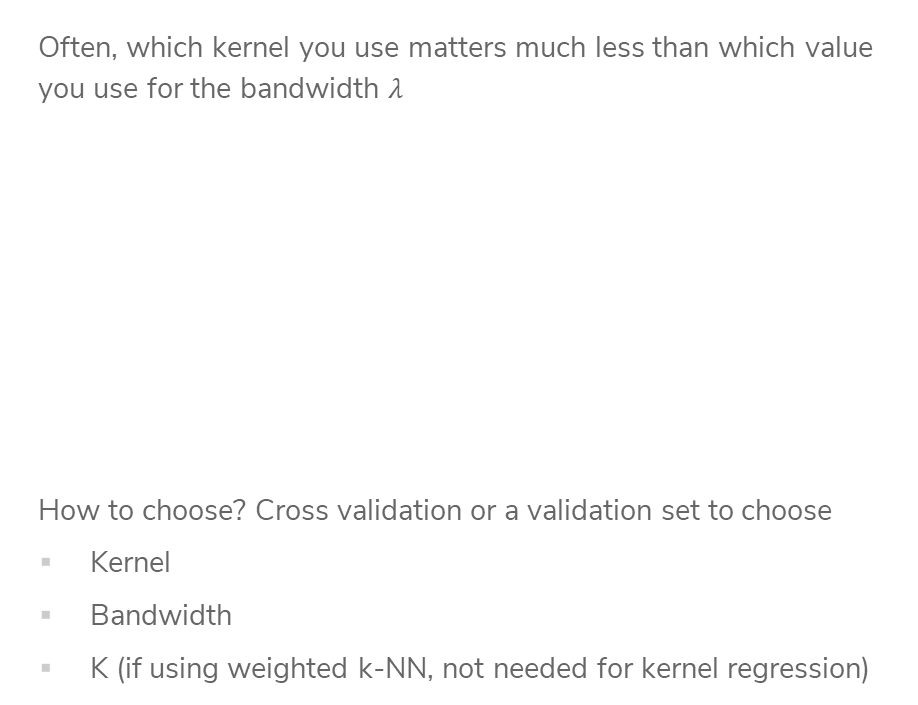 Often, which kernel you use matters much less than which value
you use for the bandwidth λ
How to choose? Cross validation or a validation set to choose
▪ Kernel
▪ Bandwidth
▪ K (if using weighted k-NN, not needed for kernel regression)